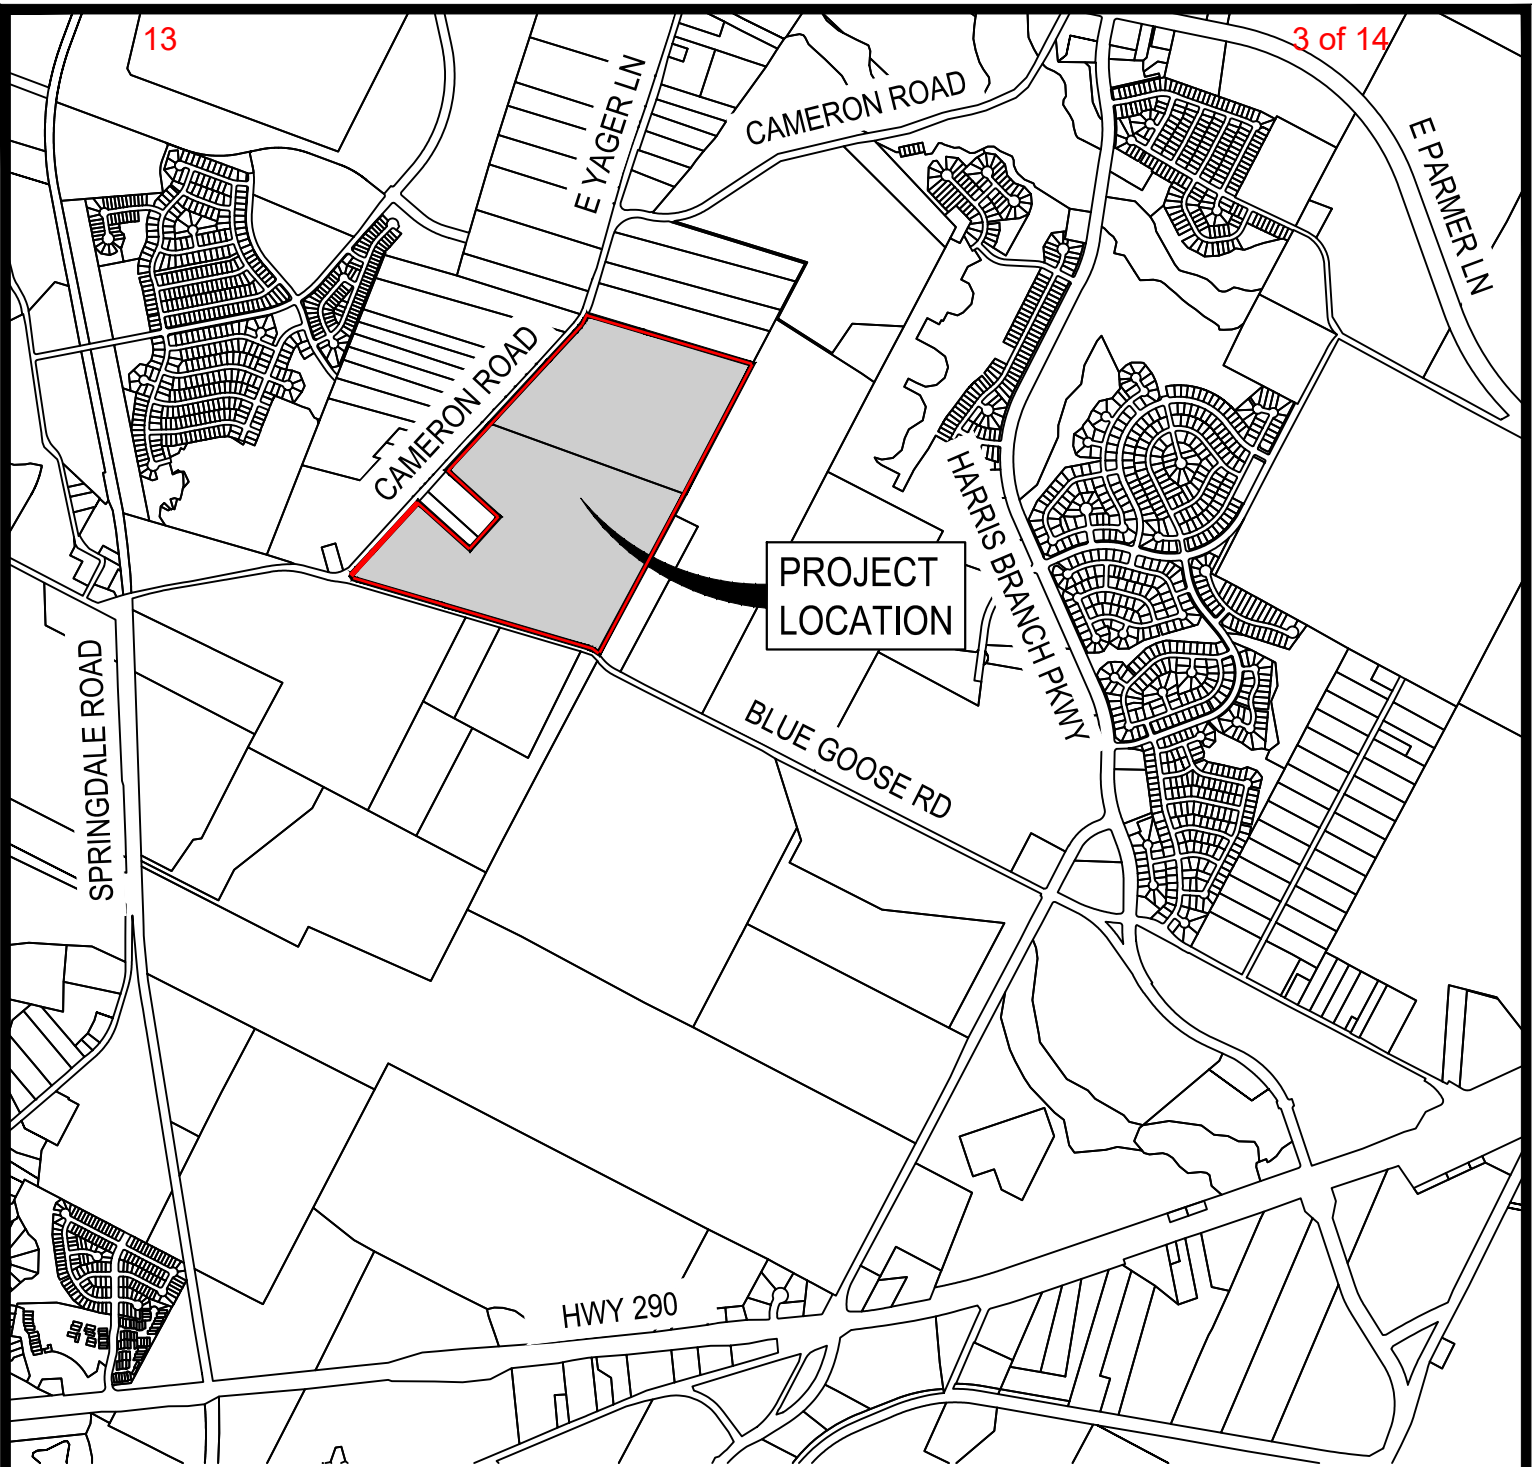 13
3 of 14
E YAGER LN
CAMERON ROAD
E PARMER LN
CAMERON ROAD
HARRIS BRANCH PKWY
PROJECT
LOCATION
SPRINGDALE ROAD
BLUE GOOSE RD
HWY 290